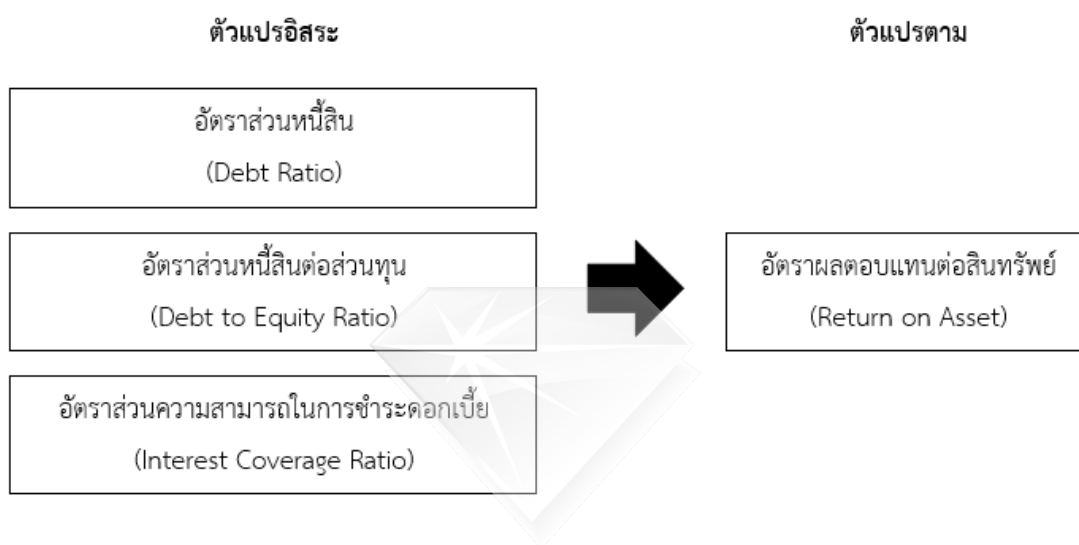 ตัวแปรอิสระ
ตัวแปรตาม
อัตราส่วนหนี้สิน
(Debt Ratio)
อัตราส่วนหนี้สินต่อส่วนทุน
(Debt to Equity Ratio)
อัตราผลตอบแทนต่อสินทรัพย์
(Return on Asset)
อัตราส่วนความสามารถในการชำระดอกเบี้ย
(Interest Coverage Ratio)